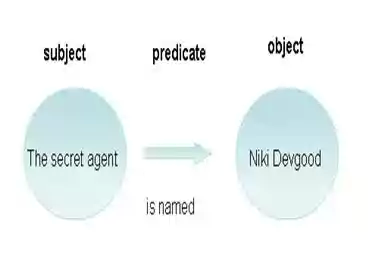 subject predicate object
The secret agent Niki Devgood
is named